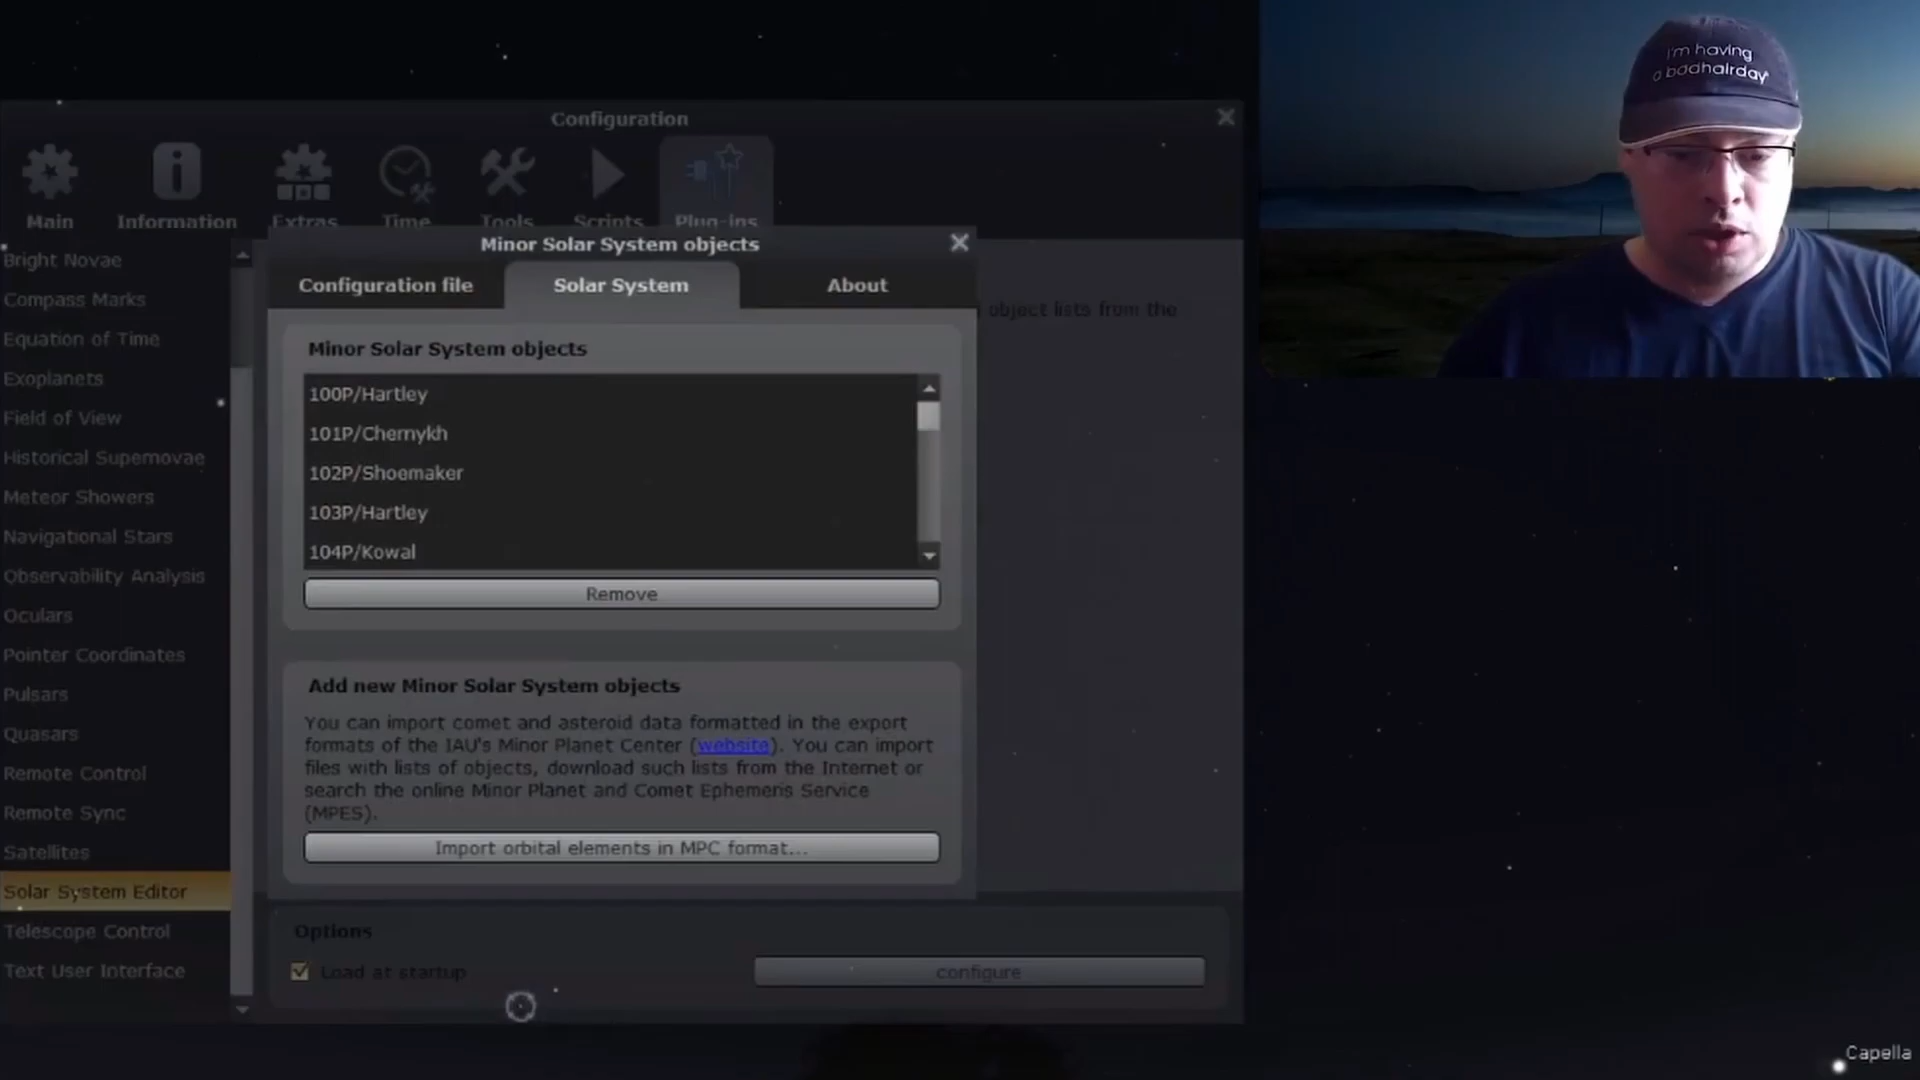 I'm having
a badhairday
Configuration
Main
Information
Extras
Time
Tools
Scripts
Plug-ins
Minor Solar System objects
Configuration file
Solar System
About
object lists from the
Bright Novae
Compass Marks
Equation of Time
Exoplanets
Field of View
Historical Supernovae
Meteor Showers
Navigational Stars
Observability Analysis
Oculars
Pointer Coordinates
Pulsars
Quasars
Remote Control
Remote Sync
Satellites
Solar System Editor
Telescope Control
Text User Interface
Minor Solar System objects
100P/Hartley
101P/Chernykh
102P/Shoemaker
103P/Hartley
104P/Kowal
Remove
Add new Minor Solar System objects
You can import comet and asteroid data formatted in the export
formats of the IAU's Minor Planet Center (website). You can import
files with lists of objects, download such lists from the Internet or
search the online Minor Planet and Comet Ephemeris Service
(MPES).
Import orbital elements in MPC format...
Options
Load at startup
configure
Capella